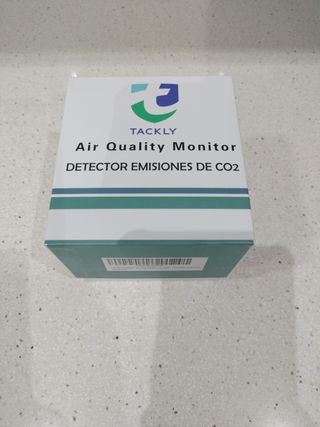 TACKLY
Air Quality Monitor
DETECTOR EMISIONES DE CO2